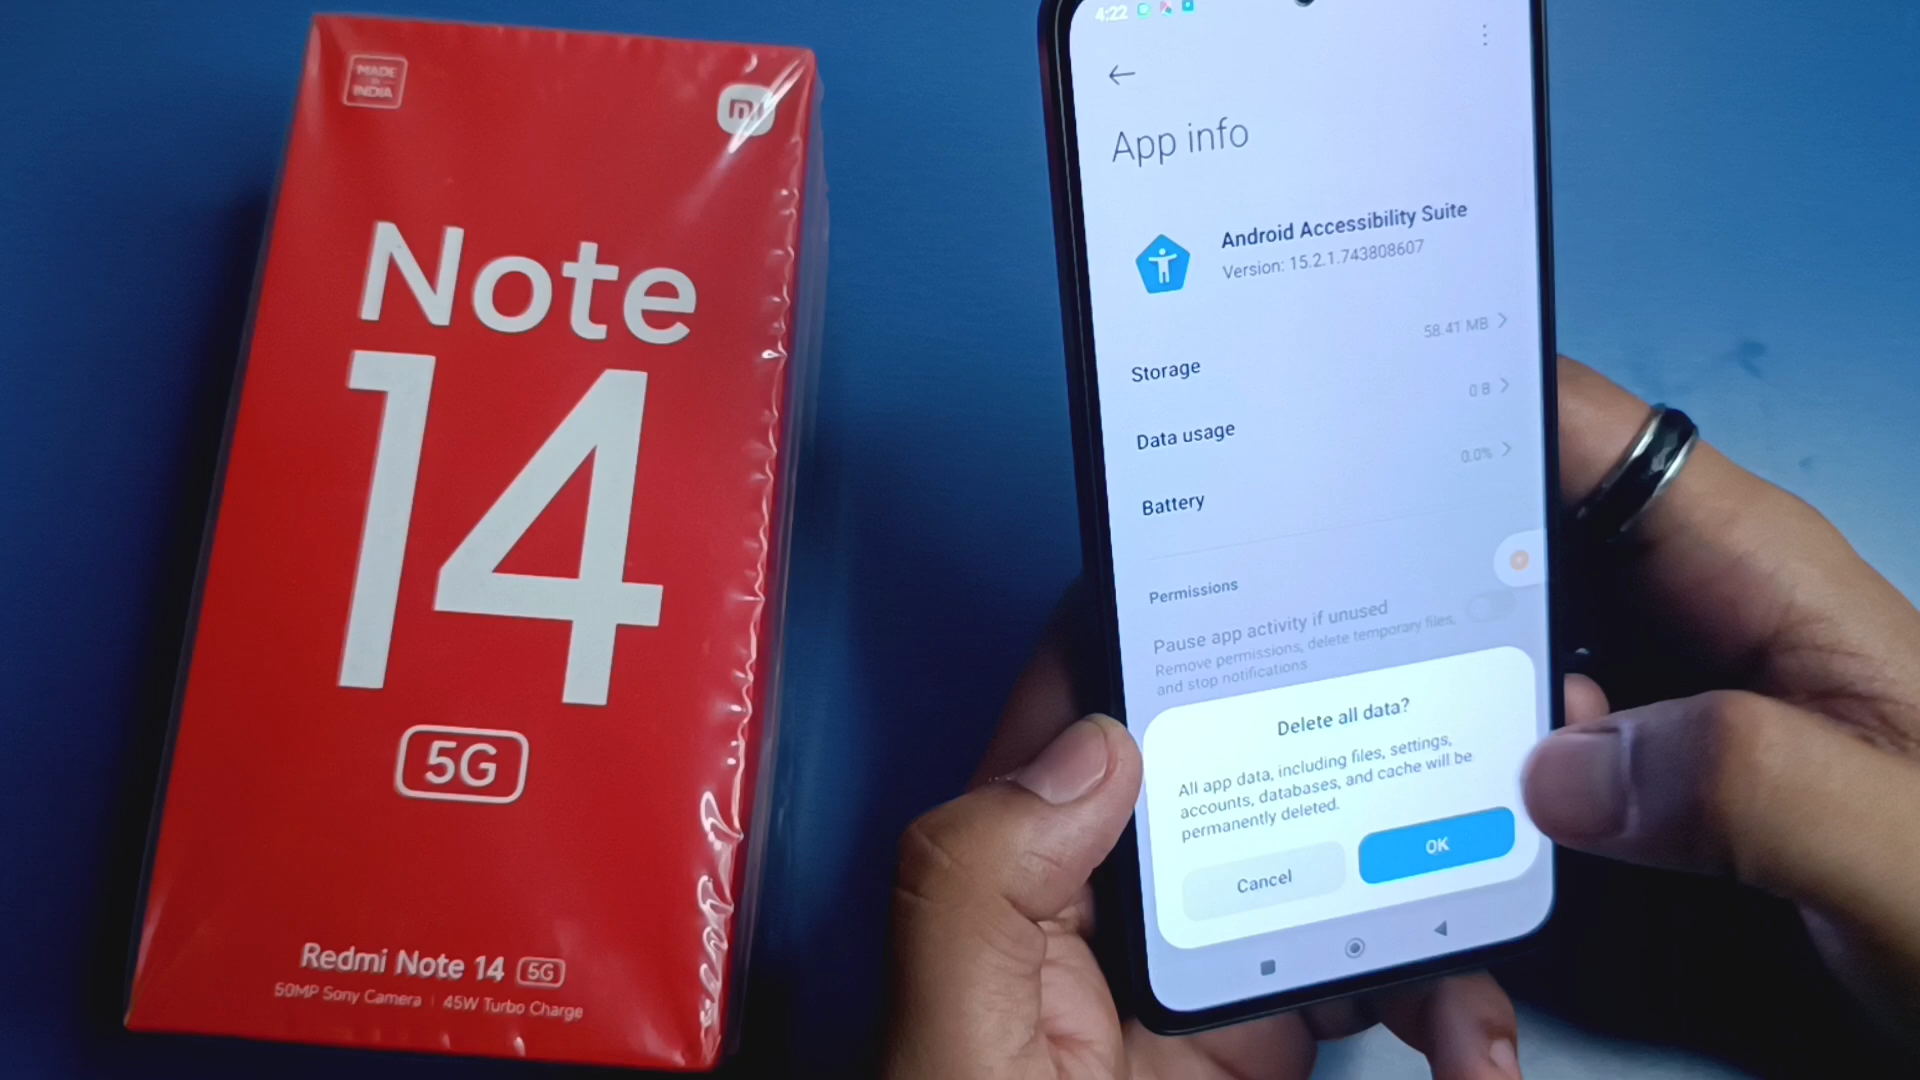 MADE
IN
INDIA
Note
14
5G
Redmi Note 14 5G
50MP Sony Camera | 45W Turbo Charge
4:22
App info
Android Accessibility Suite
Version: 15.2.1.743808607
58.41 MB
Storage
0 B
Data usage
0.0%
Battery
Permissions
Pause app activity if unused
Remove permissions, delete temporary files,
and stop notifications
Delete all data?
All app data, including files, settings,
accounts, databases, and cache will be
permanently deleted.
Cancel
OK